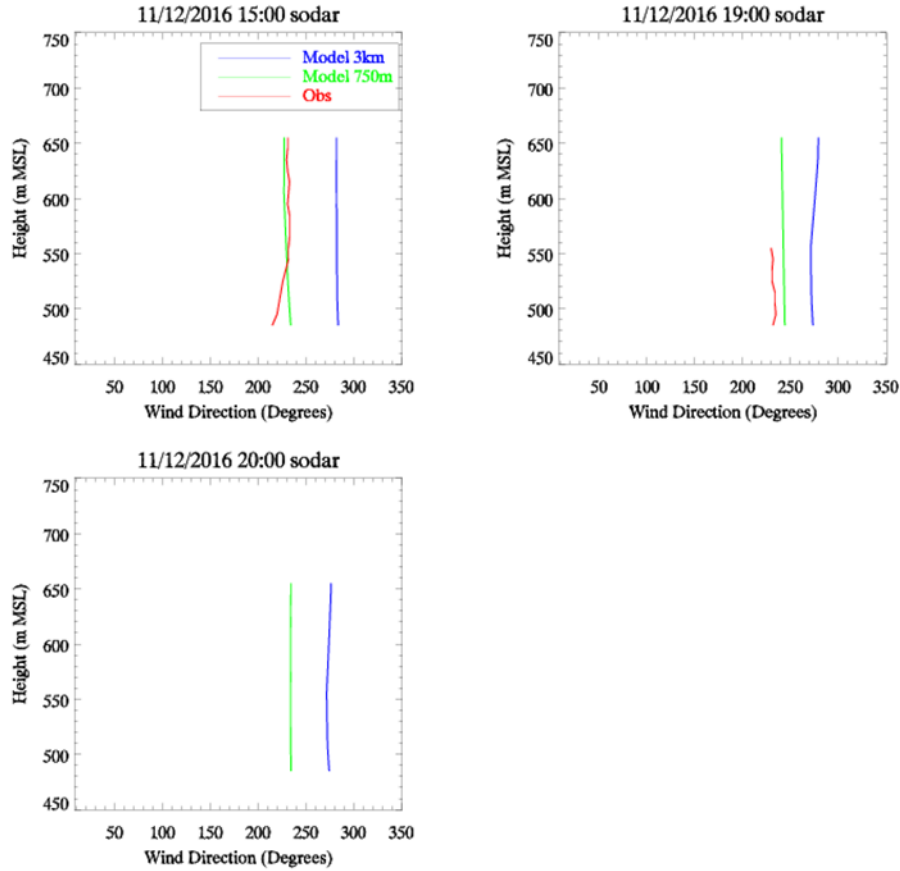 11/12/2016 15:00 sodar
750
700
650
600
550
500
450
Height (m MSL)
Model 3km
Model 750m
Obs
50 100 150 200 250 300 350
Wind Direction (Degrees)
11/12/2016 19:00 sodar
750
700
650
600
550
500
450
Height (m MSL)
50 100 150 200 250 300 350
Wind Direction (Degrees)
11/12/2016 20:00 sodar
750
700
650
600
550
500
450
Height (m MSL)
50 100 150 200 250 300 350
Wind Direction (Degrees)